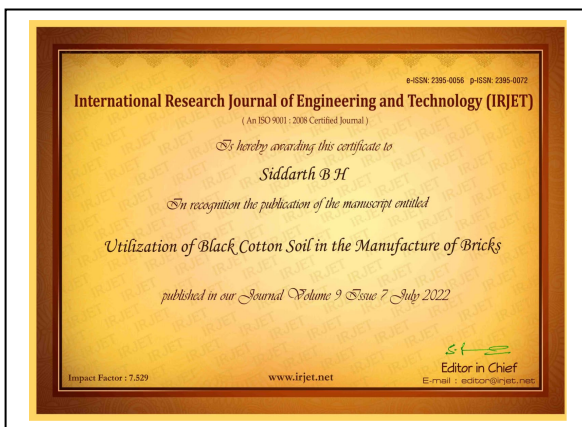 e-ISSN: 2395-0056 p-ISSN: 2395-0072
International Research Journal of Engineering and Technology (IRJET)
( An ISO 9001 : 2008 Certified Journal )
Is hereby awarding this certificate to
Siddarth B H
In recognition the publication of the manuscript entitled
Utilization of Black Cotton Soil in the Manufacture of Bricks
published in our Journal Volume 9 Issue 7 July 2022
Editor in Chief
Impact Factor : 7.529 www.irjet.net E-mail : editor@irjet.net